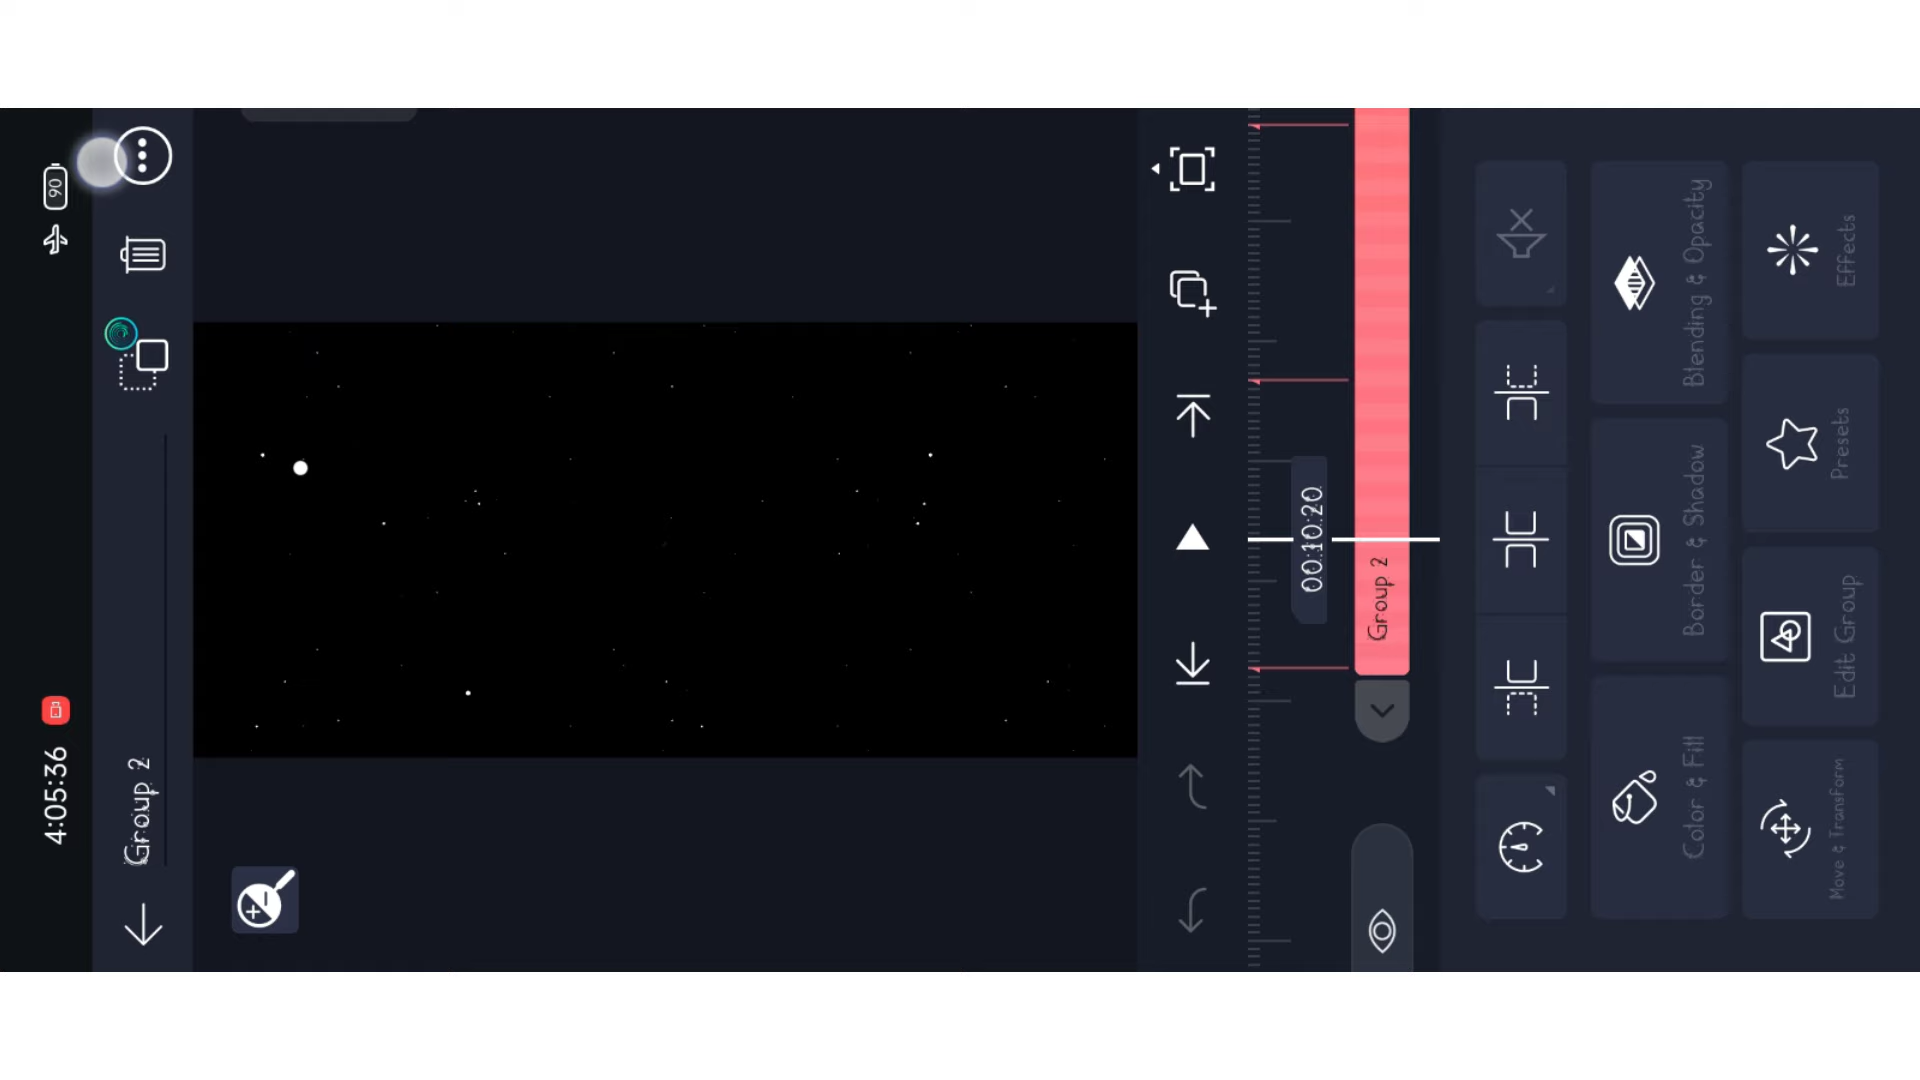 4:05:36
90
Group 2
00:10:20
Group 2
Color & Fill
Border & Shadow
Blending & Opacity
Move & Transform
Edit Group
Presets
Effects